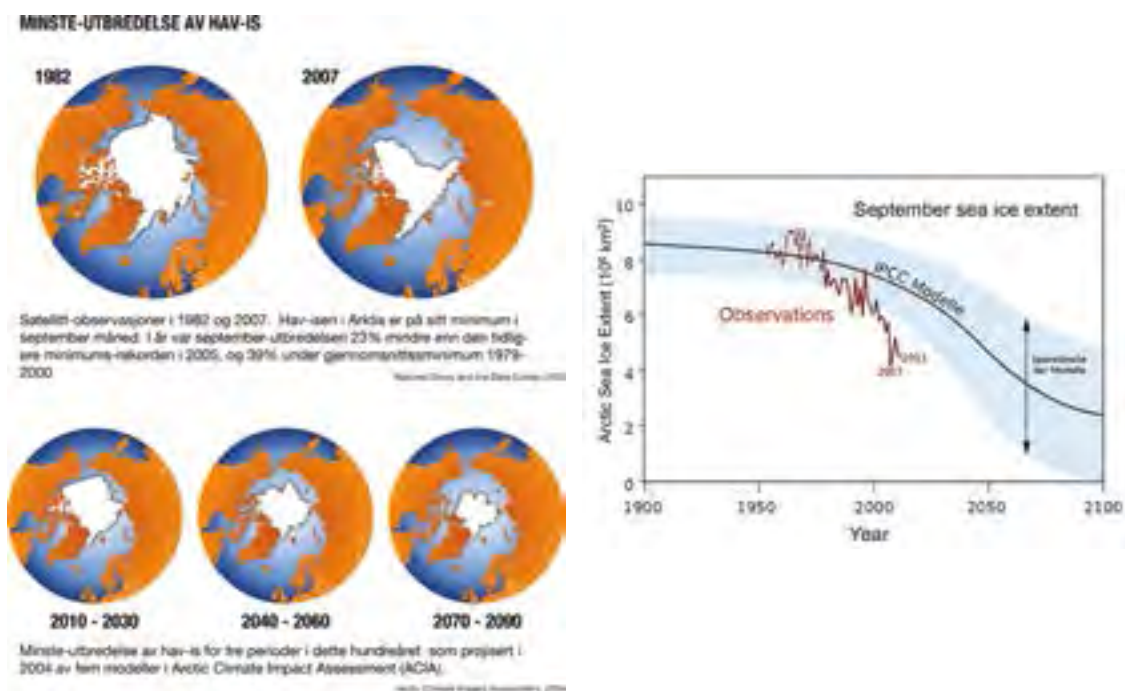 MINSTE-UTBREDELSE AV HAV-IS
1982
2007
Satellitt-observasjoner i 1982 og 2007. Hav-isen i Arktis er på sitt minimum i
september måned. I år var september-utbredelsen 23% mindre enn den tidlig-
ere minimums-rekorden i 2005, og 39% under gjennomsnittsminimum 1979-
2000
2010 - 2030
2040 - 2060
2070 - 2090
Minste-utbredelse av hav-is for tre perioder i dette hundreåret som projisert i
2004 av fem modeller i Arctic Climate Impact Assessment (ACIA).
September sea ice extent
IPCC Modelle
Observations
2007
der Modelle
Arctic Sea Ice Extent (10⁶ km²)
10
8
6
4
2
0
1900
1950
2000
2050
2100
Year